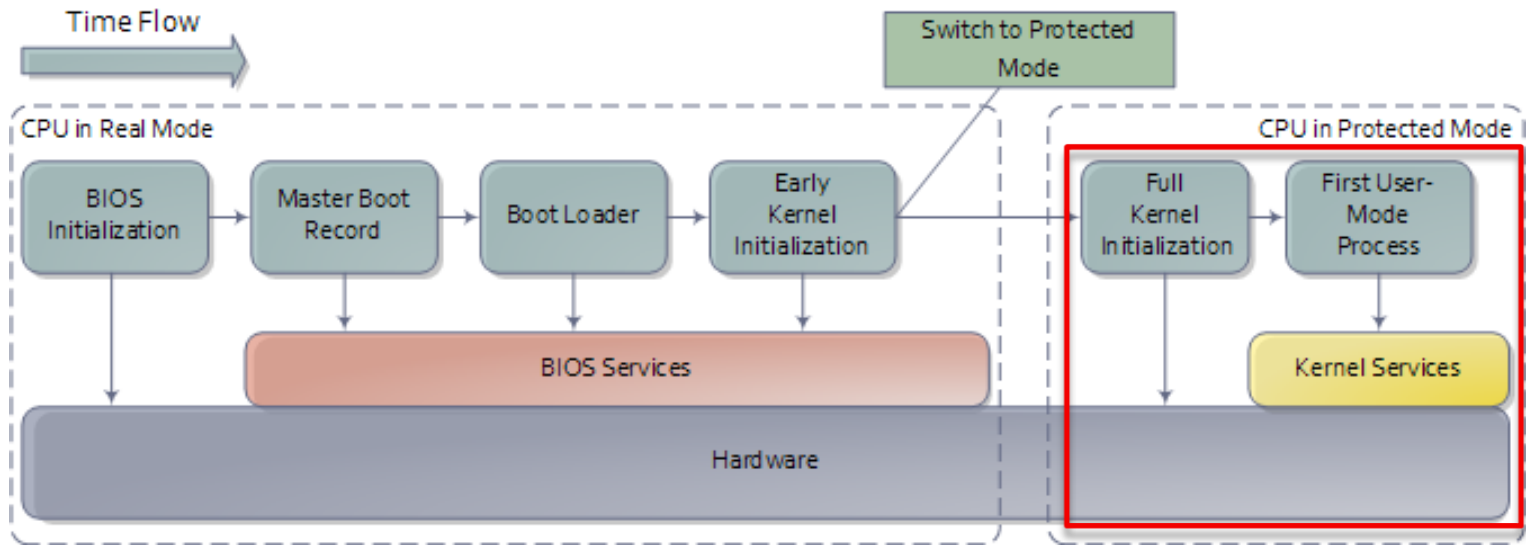 Time Flow
Switch to Protected
Mode
CPU in Real Mode
CPU in Protected Mode
BIOS
Initialization
Master Boot
Record
Boot Loader
Early
Kernel
Initialization
Full
Kernel
Initialization
First User-
Mode
Process
BIOS Services
Kernel Services
Hardware